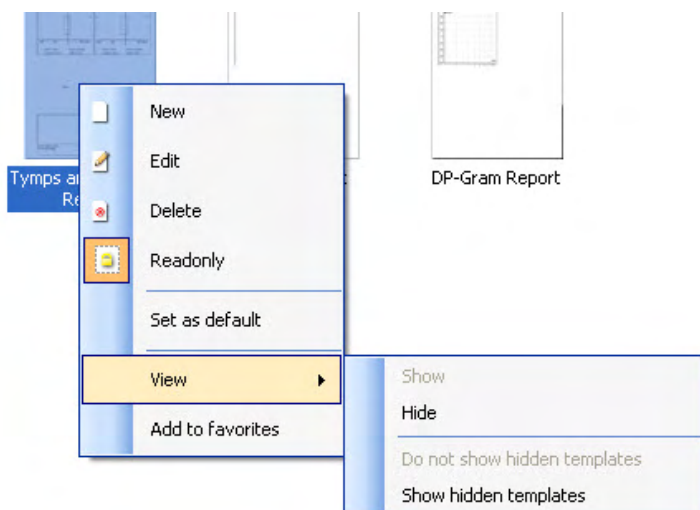 New
Edit
Tymps a
Re
DP-Gram Report
Delete
Readonly
Set as default
View
Show
Hide
Add to favorites
Do not show hidden templates
Show hidden templates